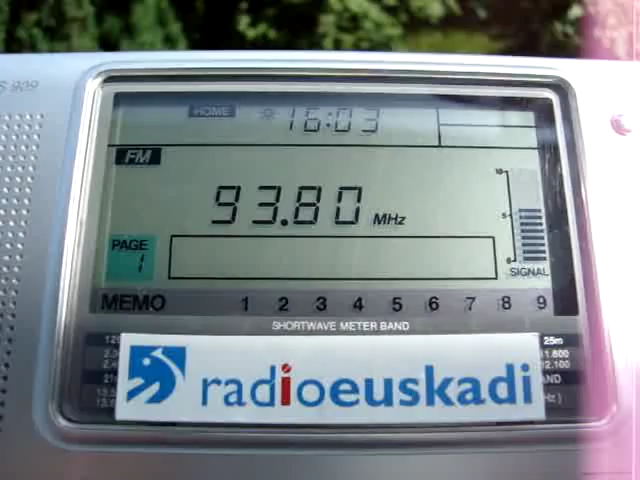 909
HOME 16:03
FM
93.80 MHz
10
5
0
PAGE
1
SIGNAL
MEMO 1 2 3 4 5 6 7 8 9
SHORTWAVE METER BAND
25m
radioeuskadi